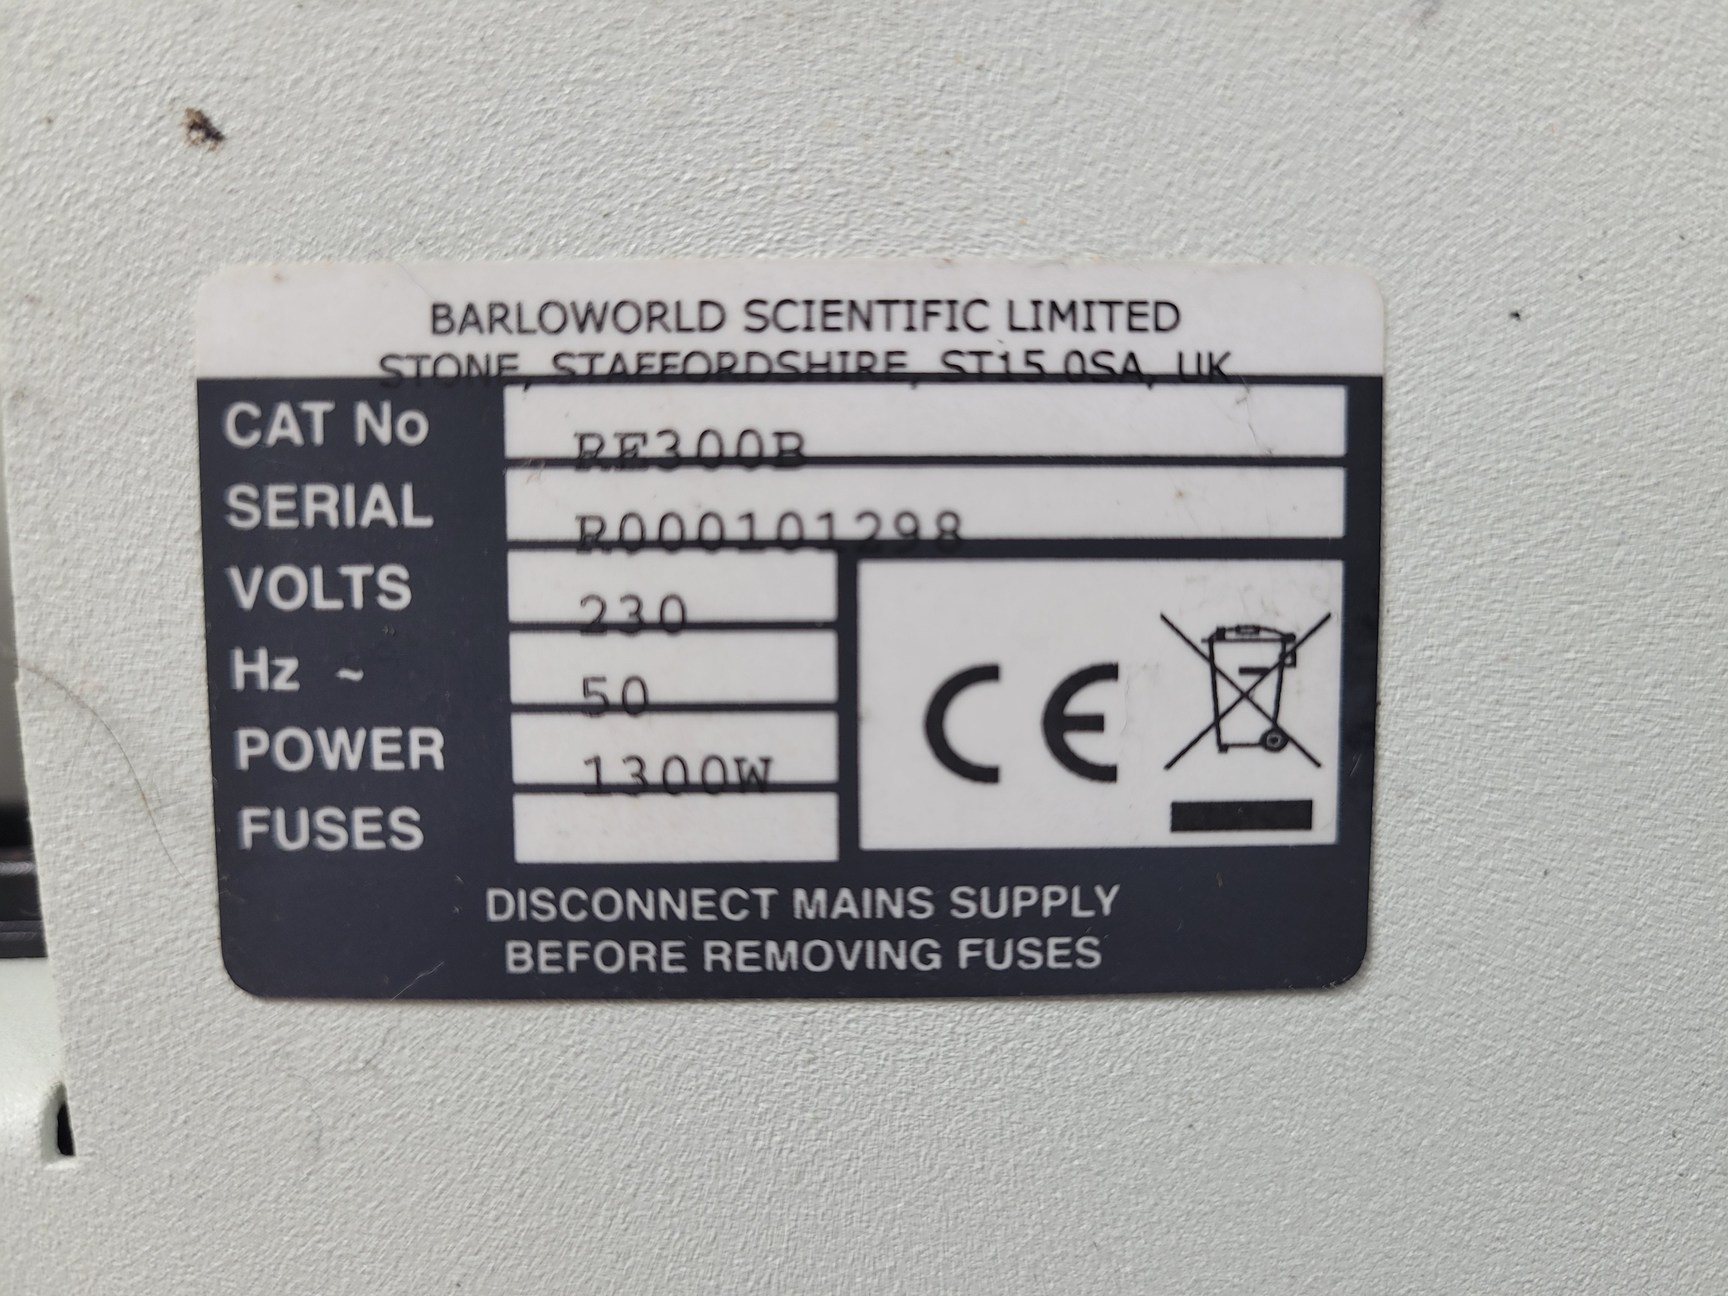 BARLOWORLD SCIENTIFIC LIMITED
STONE, STAFFORDSHIRE, ST15 0SA, UK
CAT No RE300B
SERIAL R000101298
VOLTS 230
Hz ~ 50
POWER 1300W
FUSES
CE
DISCONNECT MAINS SUPPLY
BEFORE REMOVING FUSES